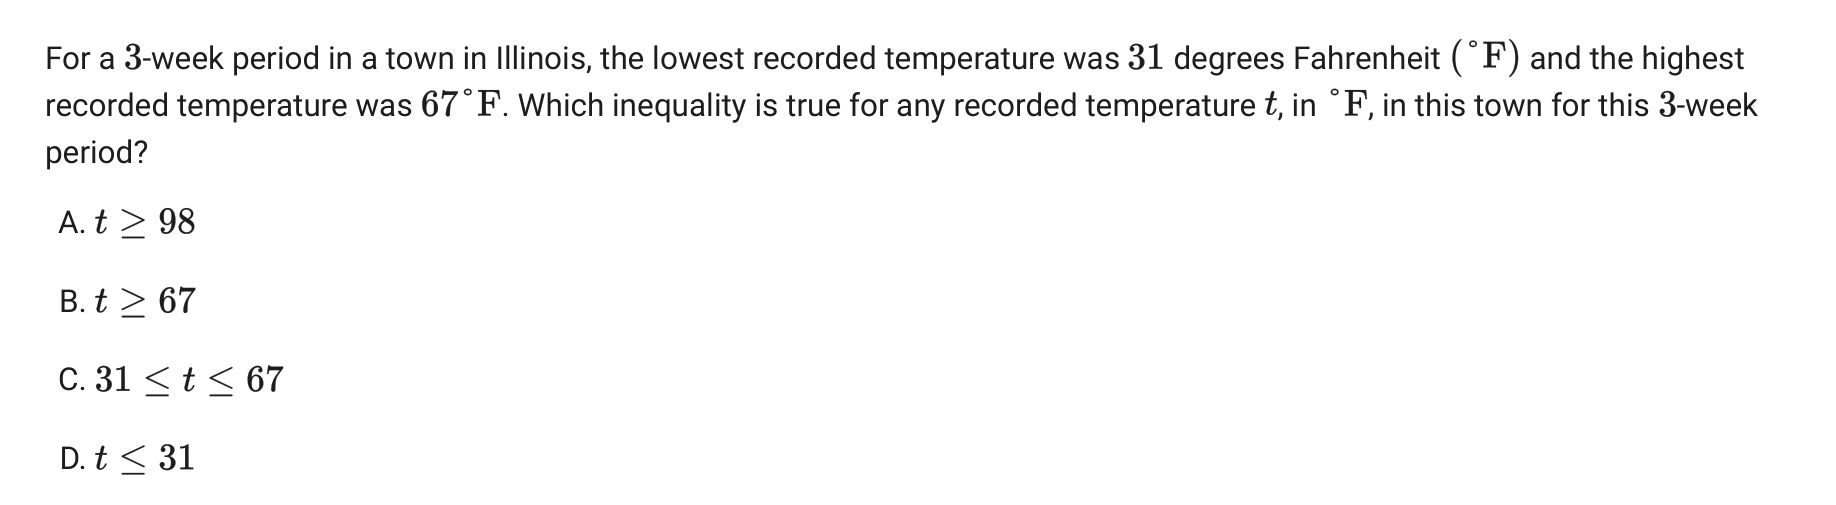 For a 3-week period in a town in Illinois, the lowest recorded temperature was 31 degrees Fahrenheit (°F) and the highest
recorded temperature was 67°F. Which inequality is true for any recorded temperature t, in °F, in this town for this 3-week
period?
A. t ≥ 98
B. t ≥ 67
C. 31 ≤ t ≤ 67
D. t ≤ 31